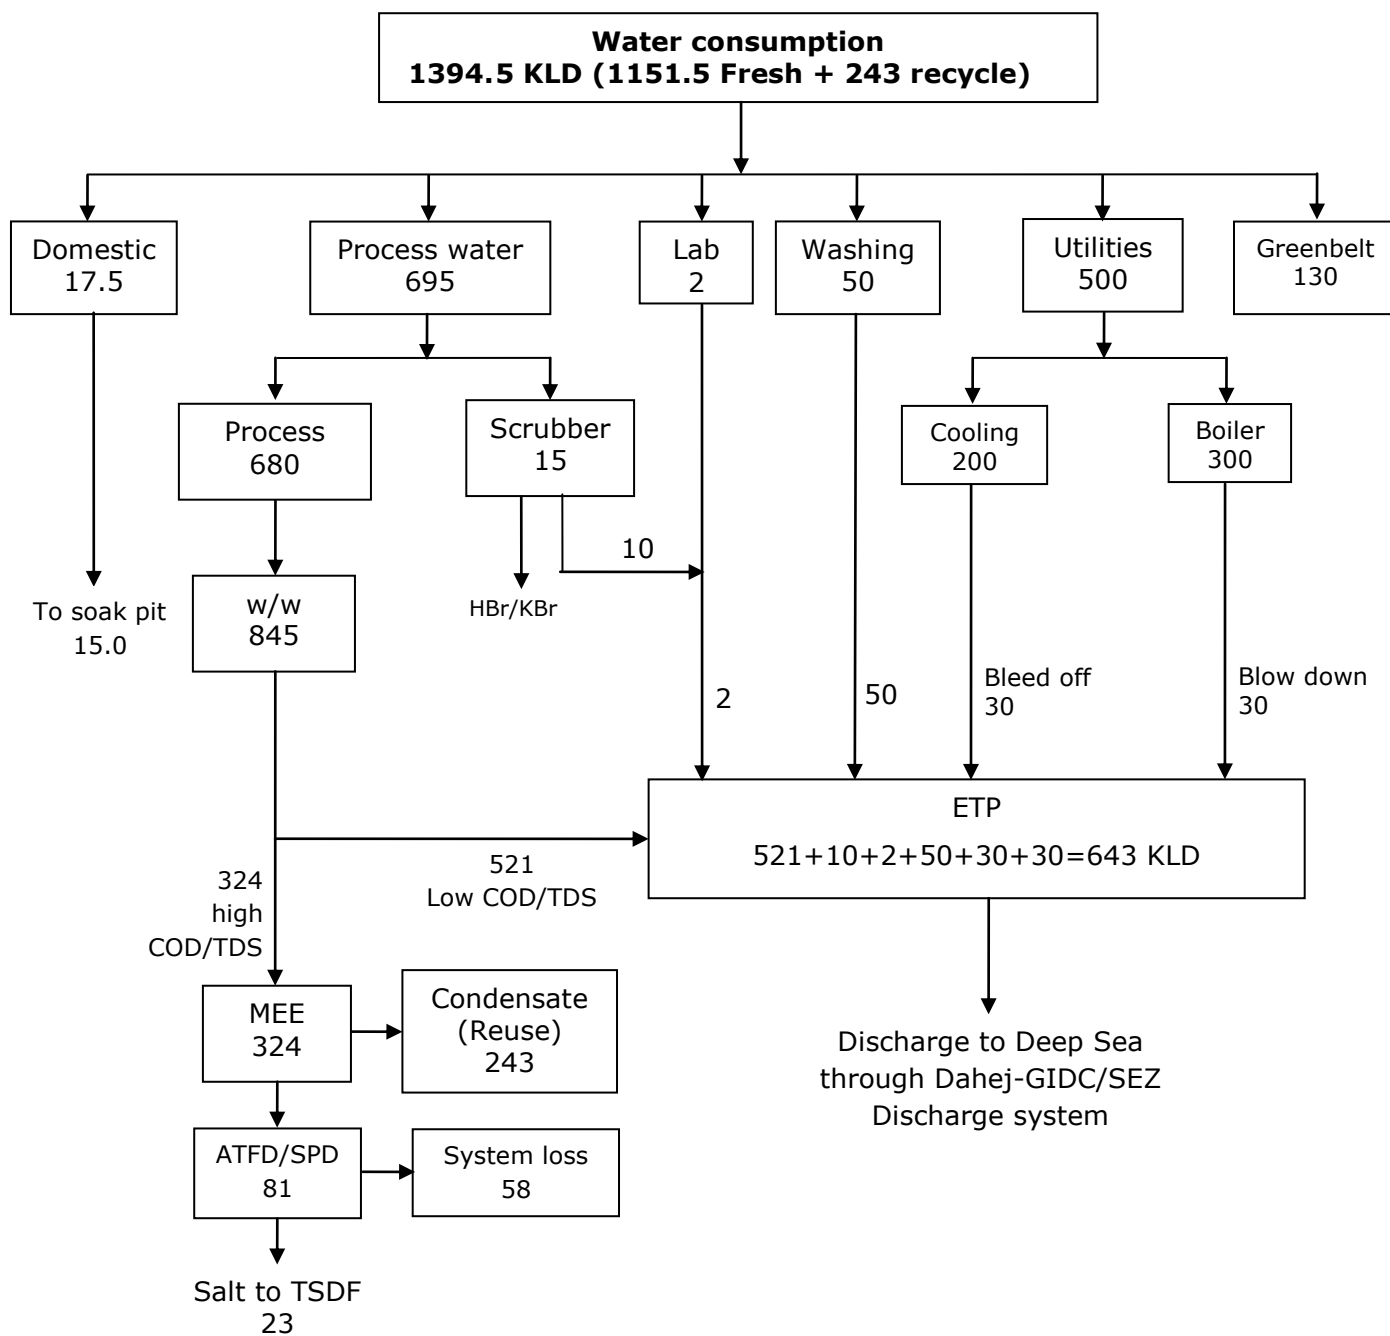 Water consumption
1394.5 KLD (1151.5 Fresh + 243 recycle)
Domestic
17.5
Process water
695
Lab
2
Washing
50
Utilities
500
Greenbelt
130
Process
680
Scrubber
15
Cooling
200
Boiler
300
10
To soak pit
15.0
w/w
845
HBr/KBr
2
50
Bleed off
30
Blow down
30
ETP
521+10+2+50+30+30=643 KLD
324
high
COD/TDS
521
Low COD/TDS
MEE
324
Condensate
(Reuse)
243
Discharge to Deep Sea
through Dahej-GIDC/SEZ
Discharge system
ATFD/SPD
81
System loss
58
Salt to TSDF
23